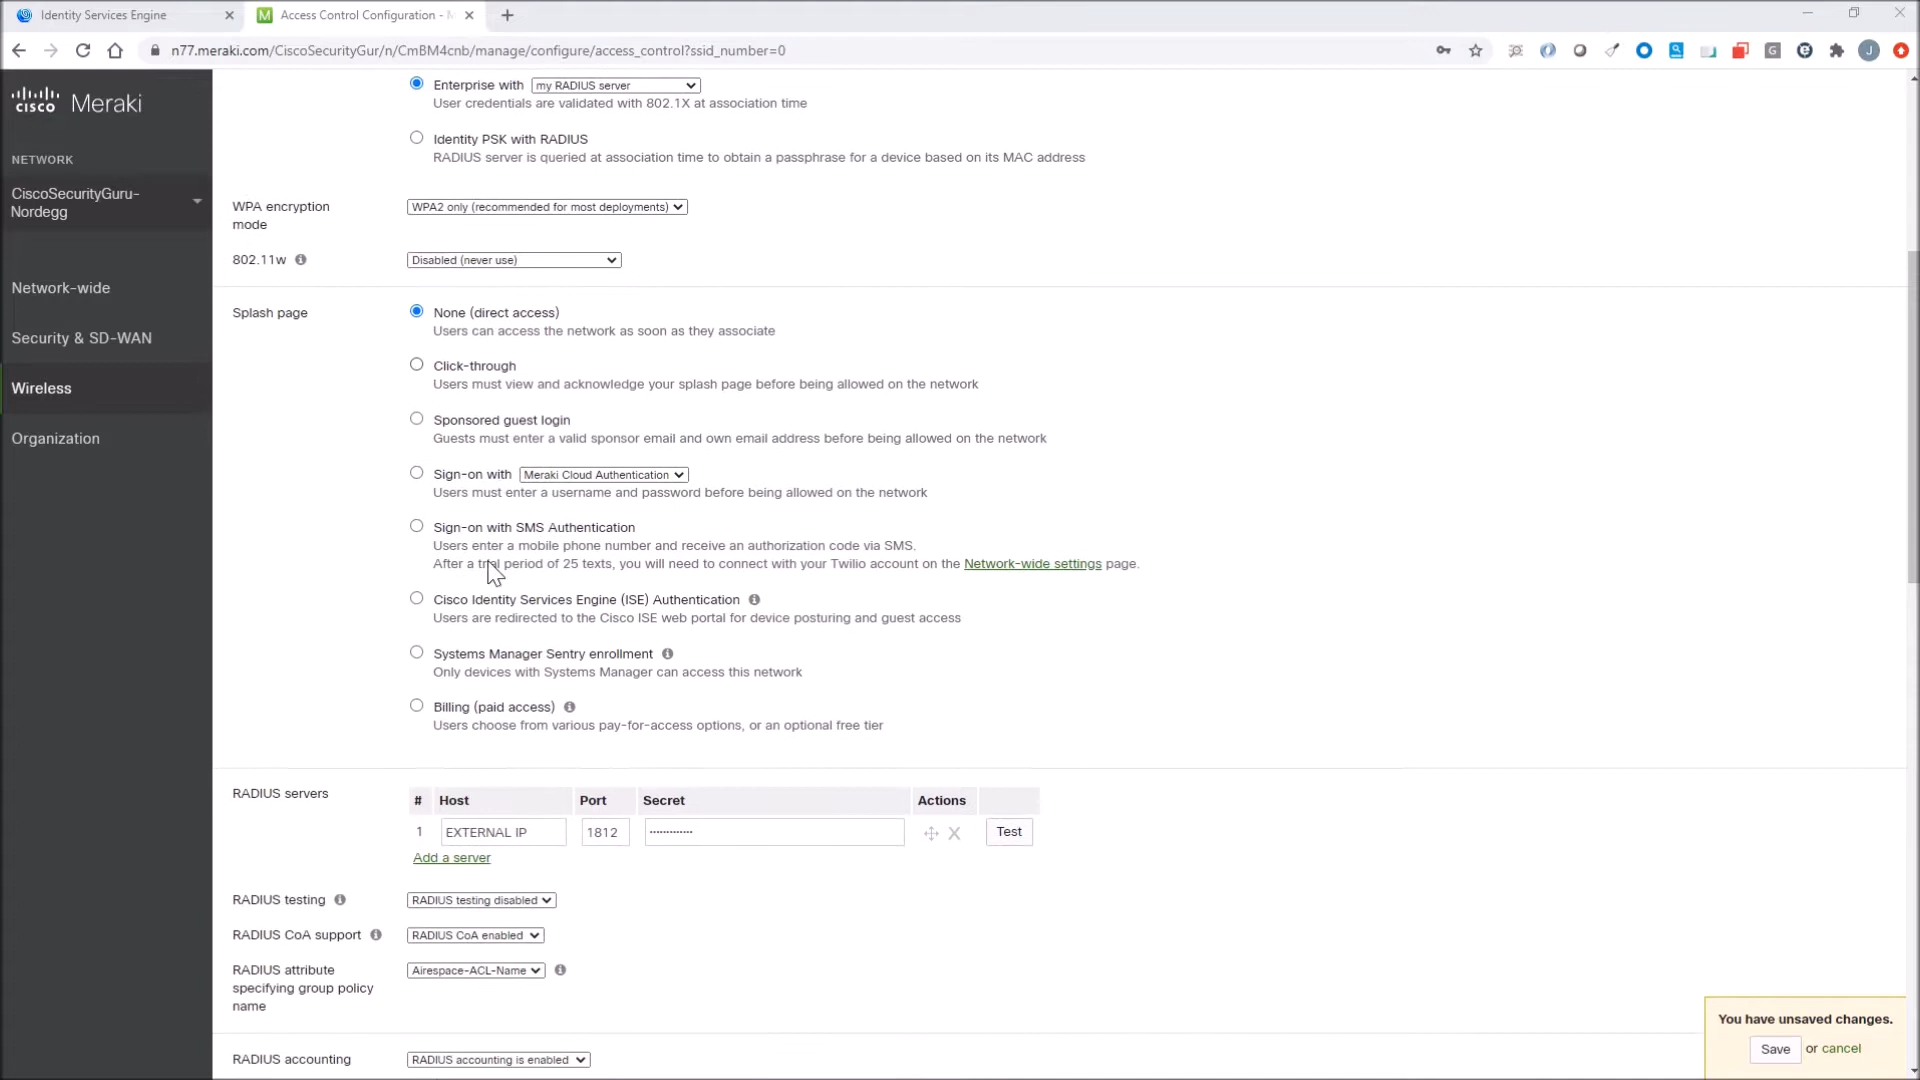 Identity Services Engine
Access Control Configuration - M
n77.meraki.com/CiscoSecurityGur/n/CmBM4cnb/manage/configure/access_control?ssid_number=0
cisco Meraki
NETWORK
CiscoSecurityGuru-
Nordegg
Network-wide
Security & SD-WAN
Wireless
Organization
Enterprise with my RADIUS server
User credentials are validated with 802.1X at association time
Identity PSK with RADIUS
RADIUS server is queried at association time to obtain a passphrase for a device based on its MAC address
WPA encryption
mode
WPA2 only (recommended for most deployments)
802.11w
Disabled (never use)
Splash page
None (direct access)
Users can access the network as soon as they associate
Click-through
Users must view and acknowledge your splash page before being allowed on the network
Sponsored guest login
Guests must enter a valid sponsor email and own email address before being allowed on the network
Sign-on with Meraki Cloud Authentication
Users must enter a username and password before being allowed on the network
Sign-on with SMS Authentication
Users enter a mobile phone number and receive an authorization code via SMS.
After a trial period of 25 texts, you will need to connect with your Twilio account on the Network-wide settings page.
Cisco Identity Services Engine (ISE) Authentication
Users are redirected to the Cisco ISE web portal for device posturing and guest access
Systems Manager Sentry enrollment
Only devices with Systems Manager can access this network
Billing (paid access)
Users choose from various pay-for-access options, or an optional free tier
RADIUS servers
# Host Port Secret Actions
1 EXTERNAL IP 1812 ············· Test
Add a server
RADIUS testing
RADIUS testing disabled
RADIUS CoA support
RADIUS CoA enabled
RADIUS attribute
specifying group policy
name
Airespace-ACL-Name
RADIUS accounting
RADIUS accounting is enabled
You have unsaved changes.
Save or cancel